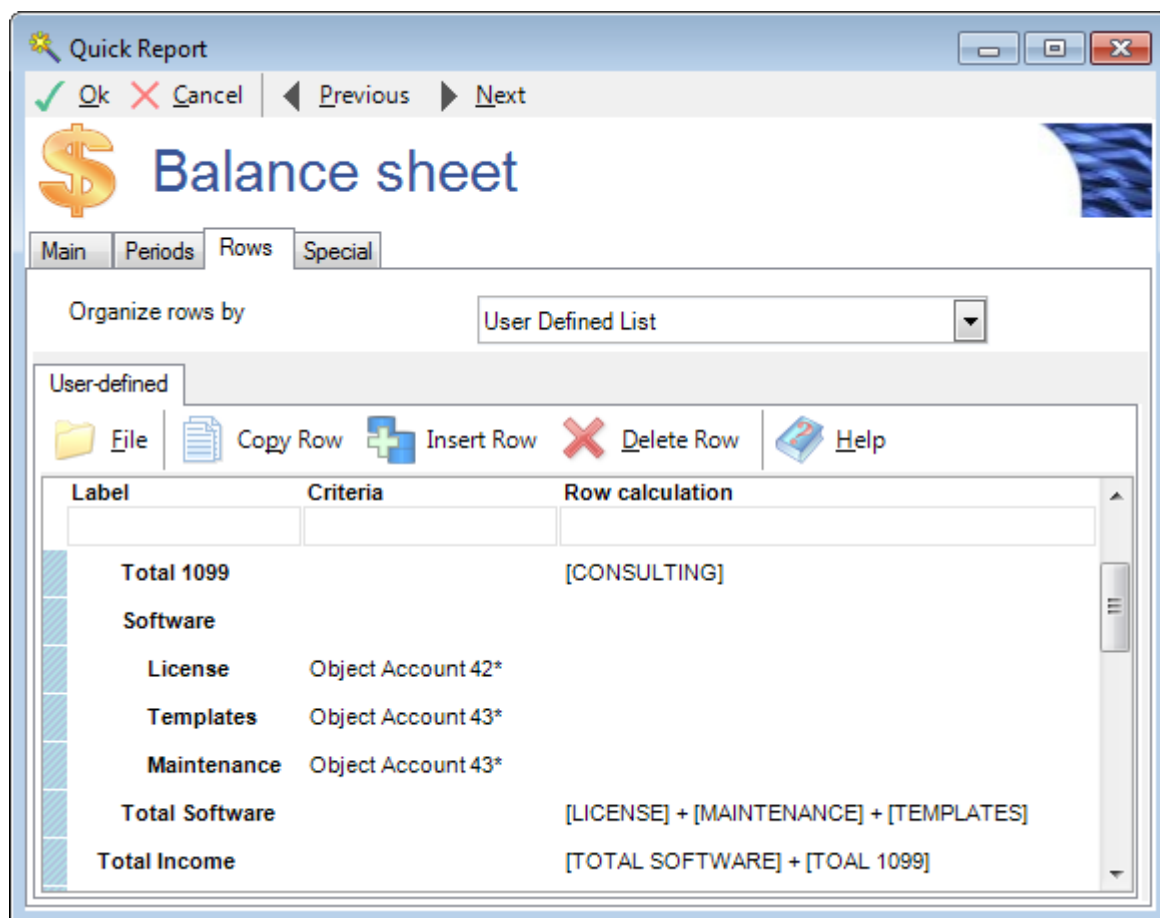 Quick Report
Ok Cancel Previous Next
Balance sheet
Main Periods Rows Special
Organize rows by User Defined List
User-defined
File Copy Row Insert Row Delete Row Help
Label Criteria Row calculation
Total 1099 [CONSULTING]
Software
License Object Account 42*
Templates Object Account 43*
Maintenance Object Account 43*
Total Software [LICENSE] + [MAINTENANCE] + [TEMPLATES]
Total Income [TOTAL SOFTWARE] + [TOAL 1099]